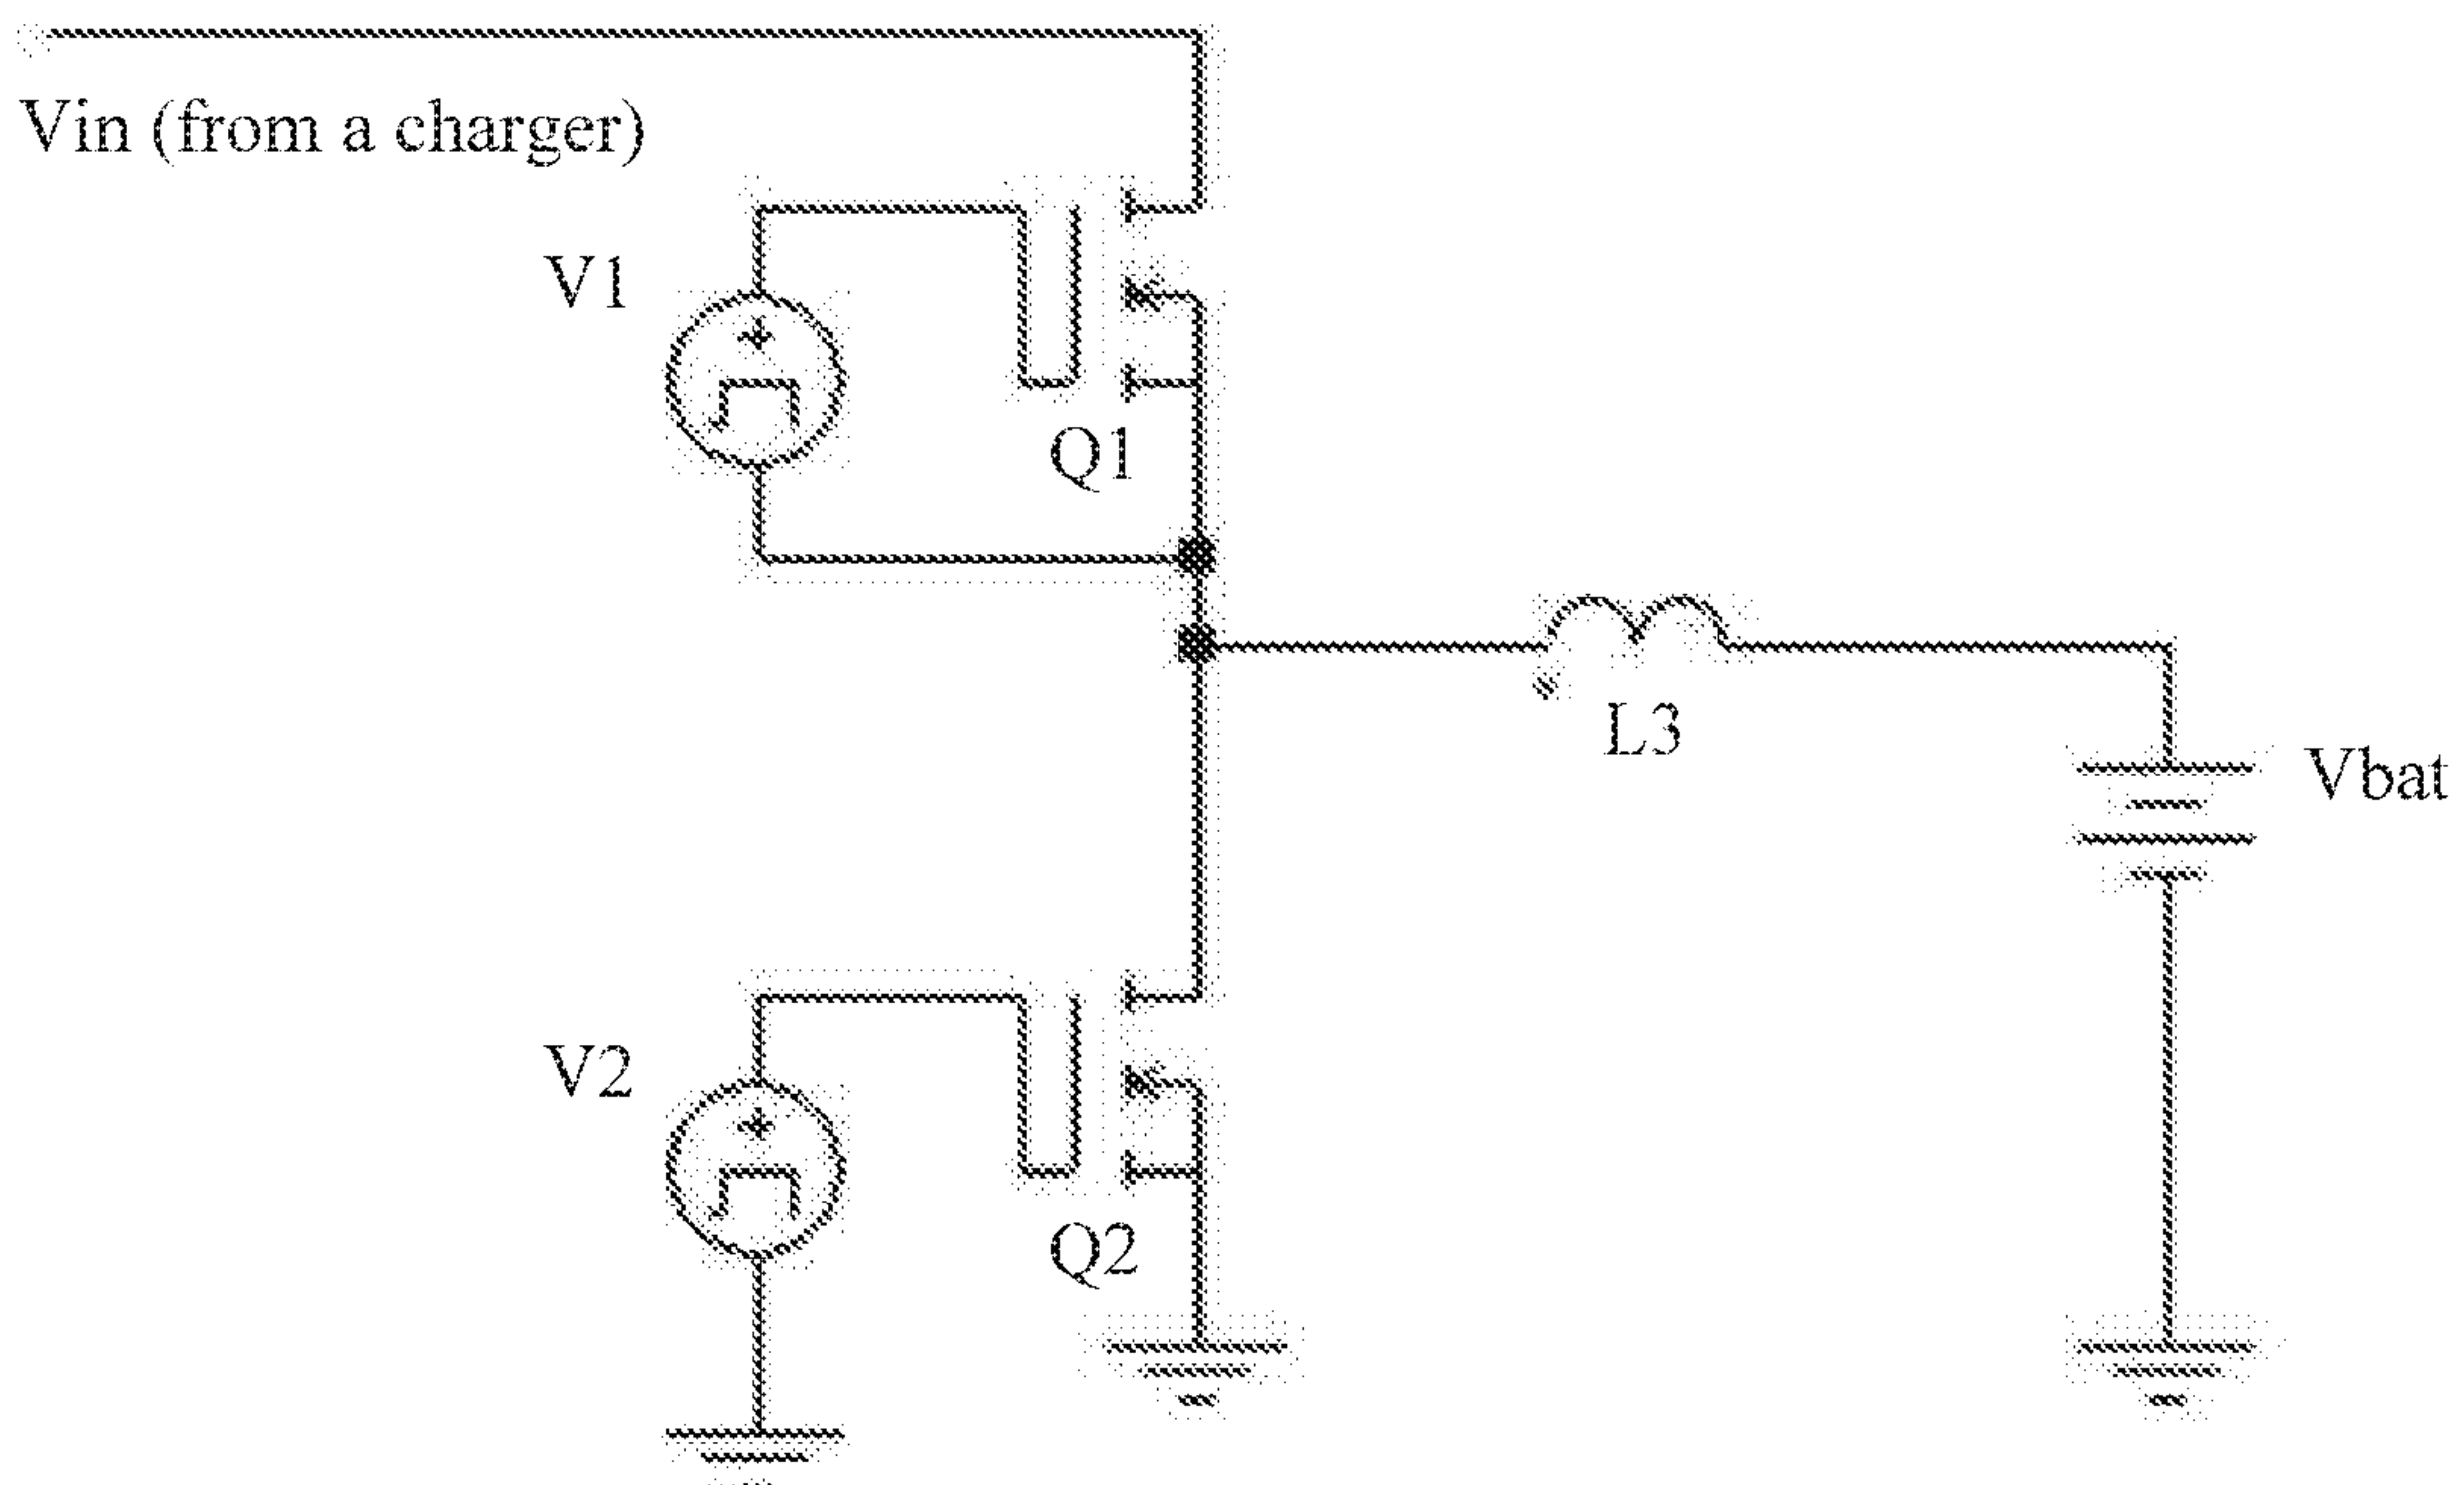 Vin (from a charger)
V1
Q1
L3
Vbat
V2
Q2